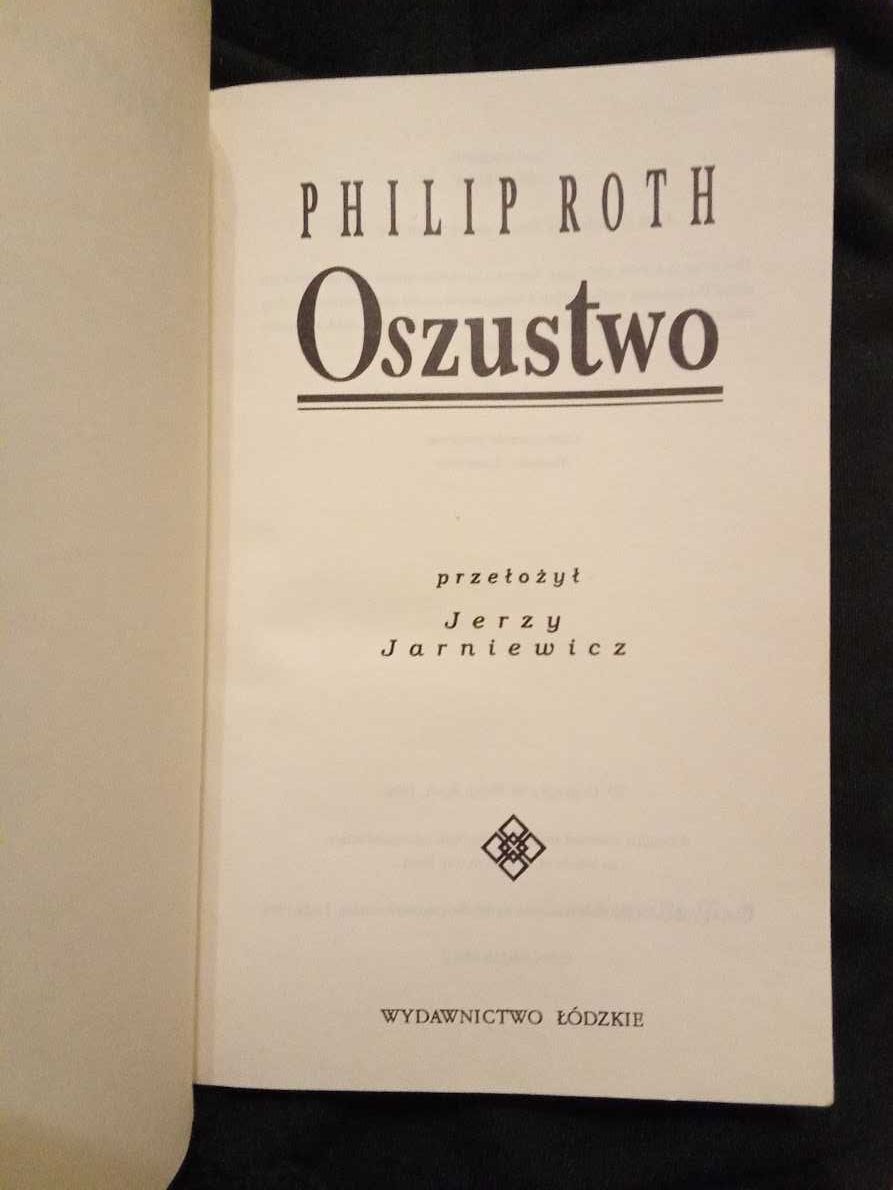 PHILIP ROTH
Oszustwo
przełożył
Jerzy
Jarniewicz
WYDAWNICTWO ŁÓDZKIE